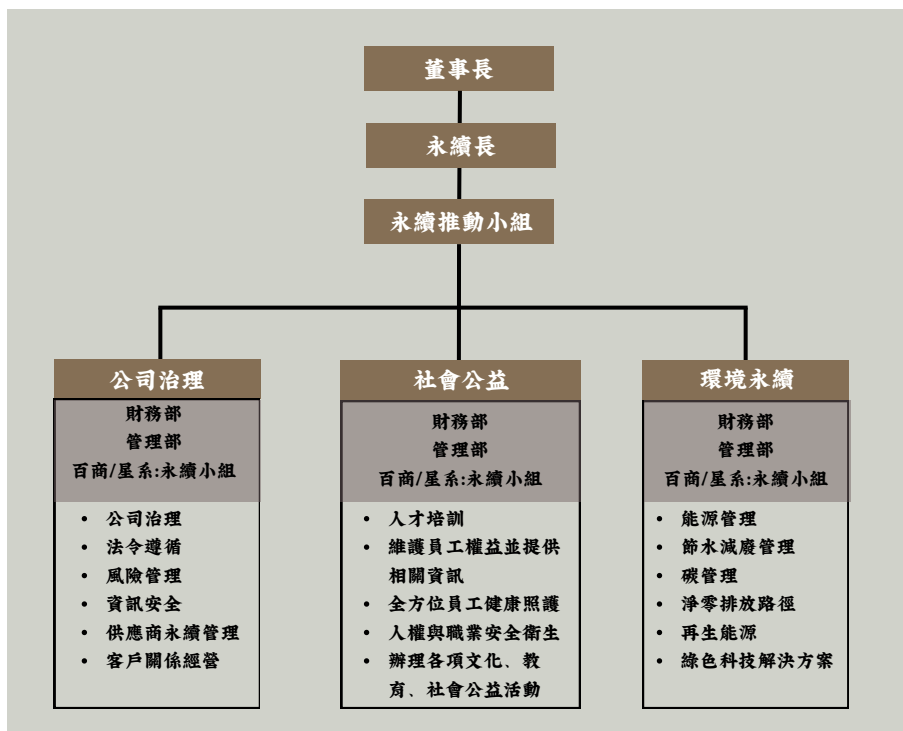 董事長
永續長
永續推動小組
公司治理
財務部
管理部
百商/星系:永續小組
• 公司治理
• 法令遵循
• 風險管理
• 資訊安全
• 供應商永續管理
• 客戶關係經營
社會公益
財務部
管理部
百商/星系:永續小組
• 人才培訓
• 維護員工權益並提供
相關資訊
• 全方位員工健康照護
• 人權與職業安全衛生
• 辦理各項文化、教
育、社會公益活動
環境永續
財務部
管理部
百商/星系:永續小組
• 能源管理
• 節水減廢管理
• 碳管理
• 淨零排放路徑
• 再生能源
• 綠色科技解決方案